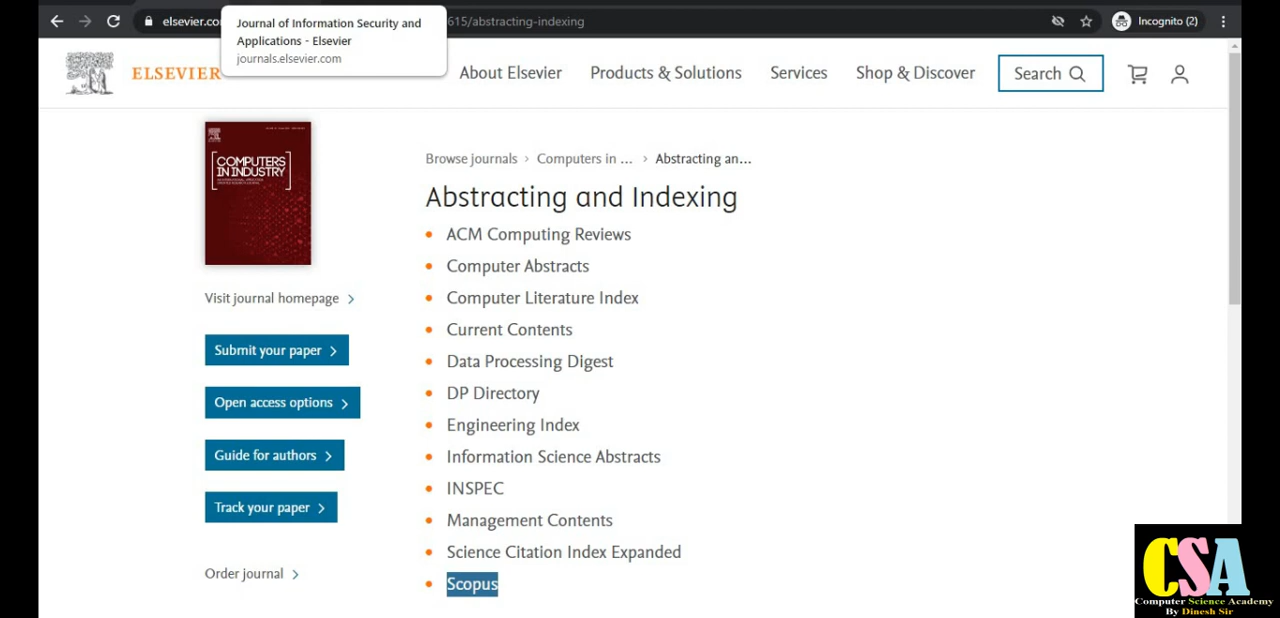 elsevier.co
615/abstracting-indexing
Incognito (2)
Journal of Information Security and
Applications - Elsevier
journals.elsevier.com
ELSEVIER
About Elsevier
Products & Solutions
Services
Shop & Discover
Search
COMPUTERS
IN INDUSTRY
Browse journals > Computers in ... > Abstracting an...
Abstracting and Indexing
• ACM Computing Reviews
• Computer Abstracts
• Computer Literature Index
• Current Contents
• Data Processing Digest
• DP Directory
• Engineering Index
• Information Science Abstracts
• INSPEC
• Management Contents
• Science Citation Index Expanded
• Scopus
Visit journal homepage >
Submit your paper >
Open access options >
Guide for authors >
Track your paper >
Order journal >
CSA
Computer Science Academy
By Dinesh Sir